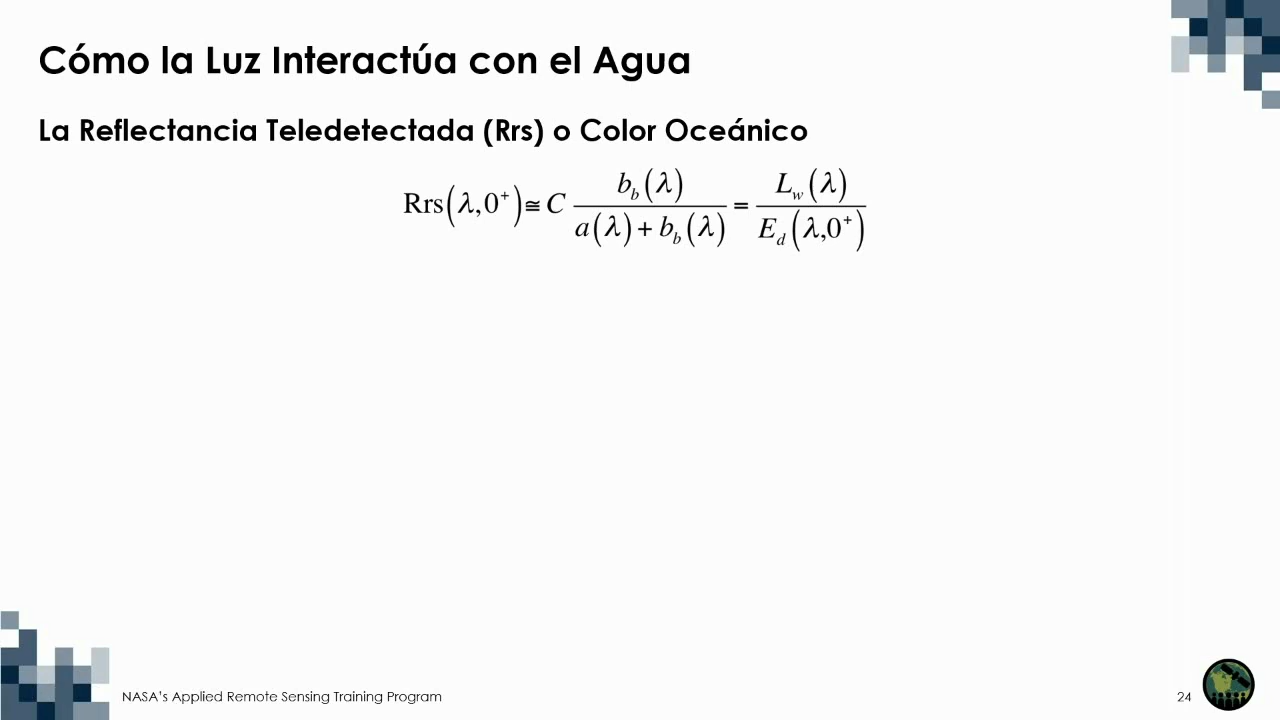 Cómo la Luz Interactúa con el Agua
La Reflectancia Teledetectada (Rrs) o Color Oceánico
Rrs(λ,0⁺) ≅ C b_b(λ) / (a(λ) + b_b(λ)) = L_w(λ) / E_d(λ,0⁺)
NASA's Applied Remote Sensing Training Program
24